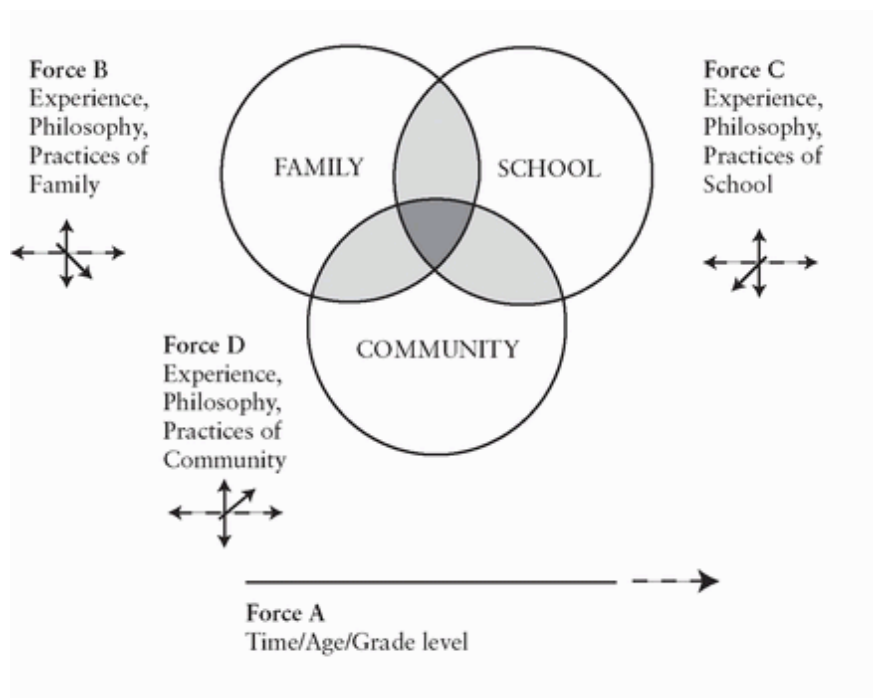 Force B
Experience,
Philosophy,
Practices of
Family
FAMILY
SCHOOL
Force C
Experience,
Philosophy,
Practices of
School
COMMUNITY
Force D
Experience,
Philosophy,
Practices of
Community
Force A
Time/Age/Grade level